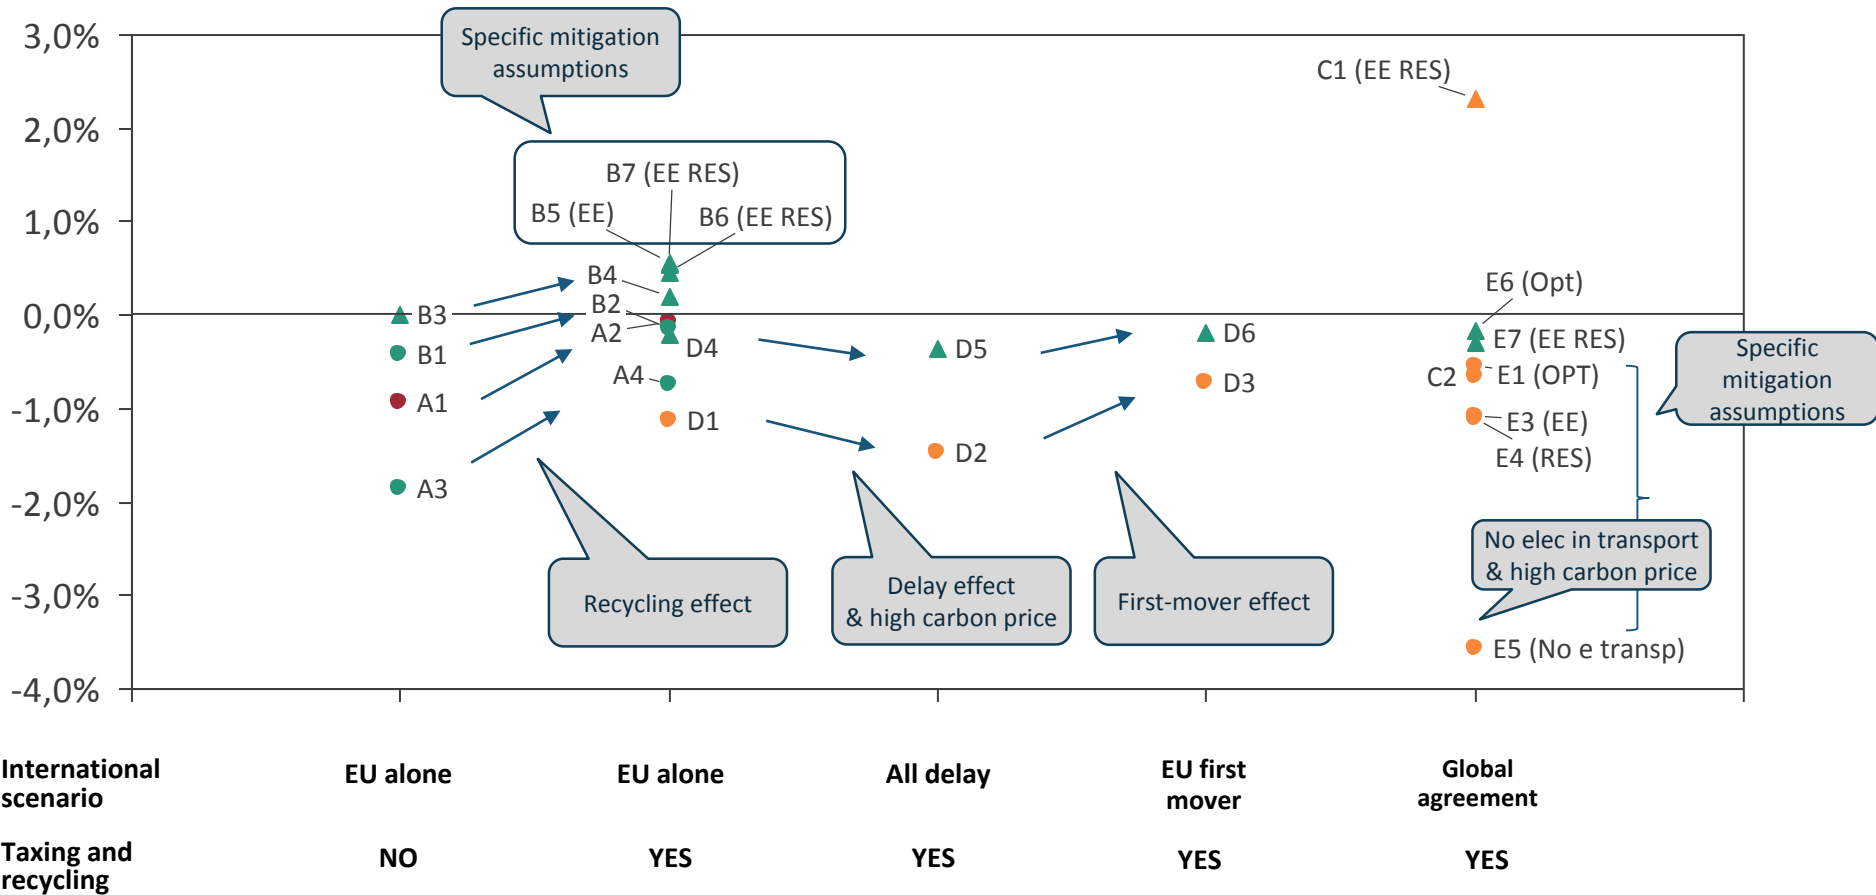 3,0%
2,0%
1,0%
0,0%
-1,0%
-2,0%
-3,0%
-4,0%
Specific mitigation
assumptions
B7 (EE RES)
B5 (EE)
B6 (EE RES)
B4
B2
A2
D4
A4
D1
B3
B1
A1
A3
D5
D2
D6
D3
C1 (EE RES)
E6 (Opt)
E7 (EE RES)
E1 (OPT)
C2
E3 (EE)
E4 (RES)
E5 (No e transp)
Specific
mitigation
assumptions
No elec in transport
& high carbon price
Recycling effect
Delay effect
& high carbon price
First-mover effect
International
scenario
EU alone
EU alone
All delay
EU first
mover
Global
agreement
Taxing and
recycling
NO
YES
YES
YES
YES